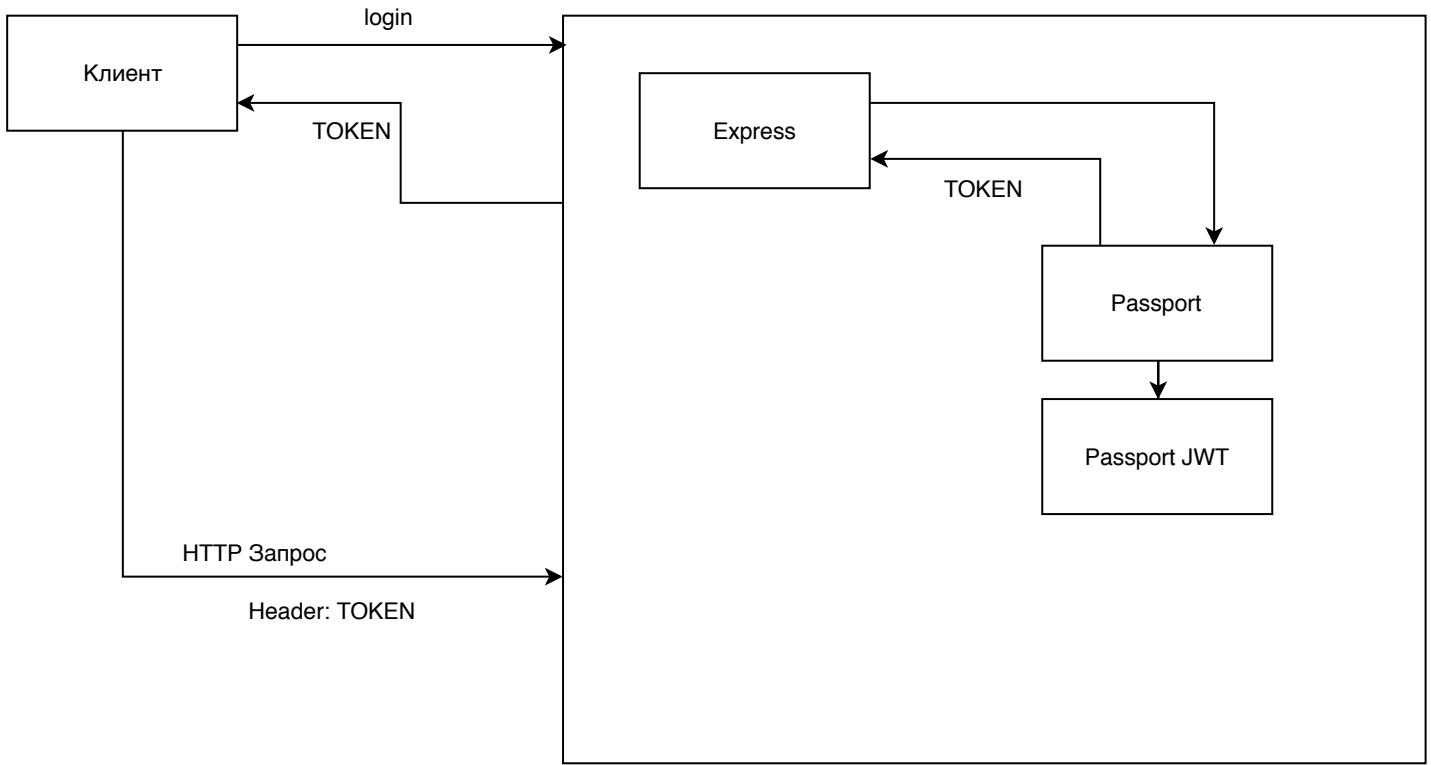 login
Клиент
TOKEN
Express
TOKEN
Passport
Passport JWT
HTTP Запрос
Header: TOKEN